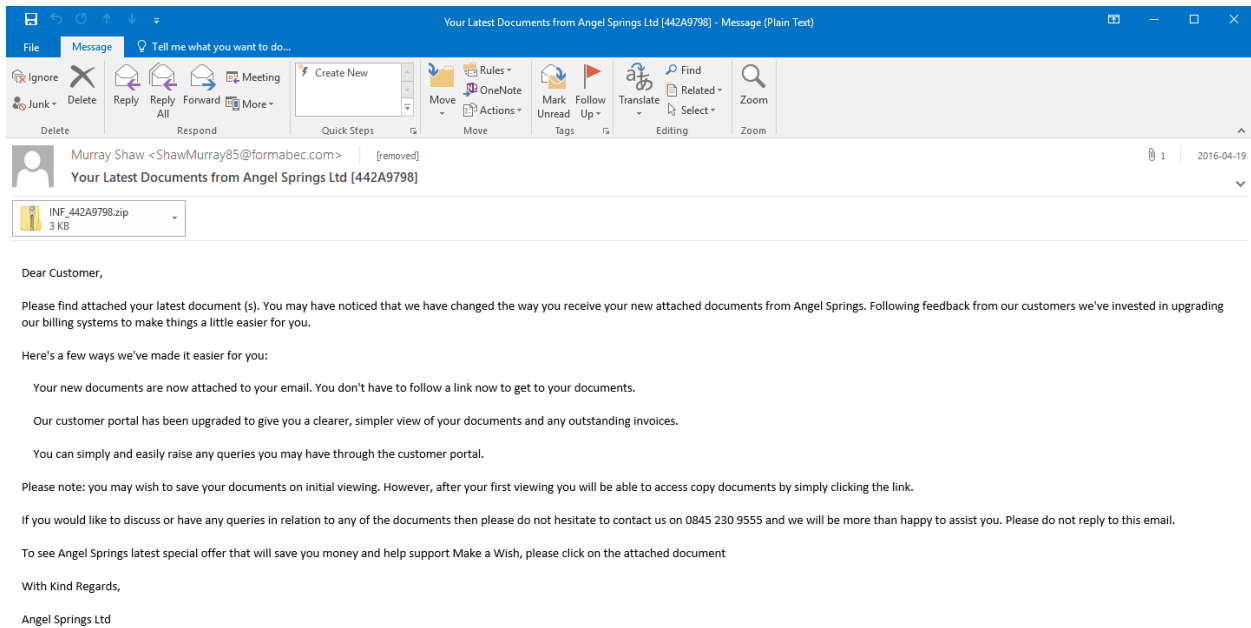 Your Latest Documents from Angel Springs Ltd [442A9798] - Message (Plain Text)
File Message Tell me what you want to do...
Ignore
Junk
Delete
Reply
Reply All
Forward
Meeting
More
Create New
Move
Rules
OneNote
Actions
Mark Unread
Follow Up
Translate
Find
Related
Select
Zoom
Delete Respond Quick Steps Move Tags Editing Zoom
Murray Shaw <ShawMurray85@formabec.com> [removed]
1 2016-04-19
Your Latest Documents from Angel Springs Ltd [442A9798]
INF_442A9798.zip
3 KB
Dear Customer,
Please find attached your latest document (s). You may have noticed that we have changed the way you receive your new attached documents from Angel Springs. Following feedback from our customers we've invested in upgrading
our billing systems to make things a little easier for you.
Here's a few ways we've made it easier for you:
Your new documents are now attached to your email. You don't have to follow a link now to get to your documents.
Our customer portal has been upgraded to give you a clearer, simpler view of your documents and any outstanding invoices.
You can simply and easily raise any queries you may have through the customer portal.
Please note: you may wish to save your documents on initial viewing. However, after your first viewing you will be able to access copy documents by simply clicking the link.
If you would like to discuss or have any queries in relation to any of the documents then please do not hesitate to contact us on 0845 230 9555 and we will be more than happy to assist you. Please do not reply to this email.
To see Angel Springs latest special offer that will save you money and help support Make a Wish, please click on the attached document
With Kind Regards,
Angel Springs Ltd